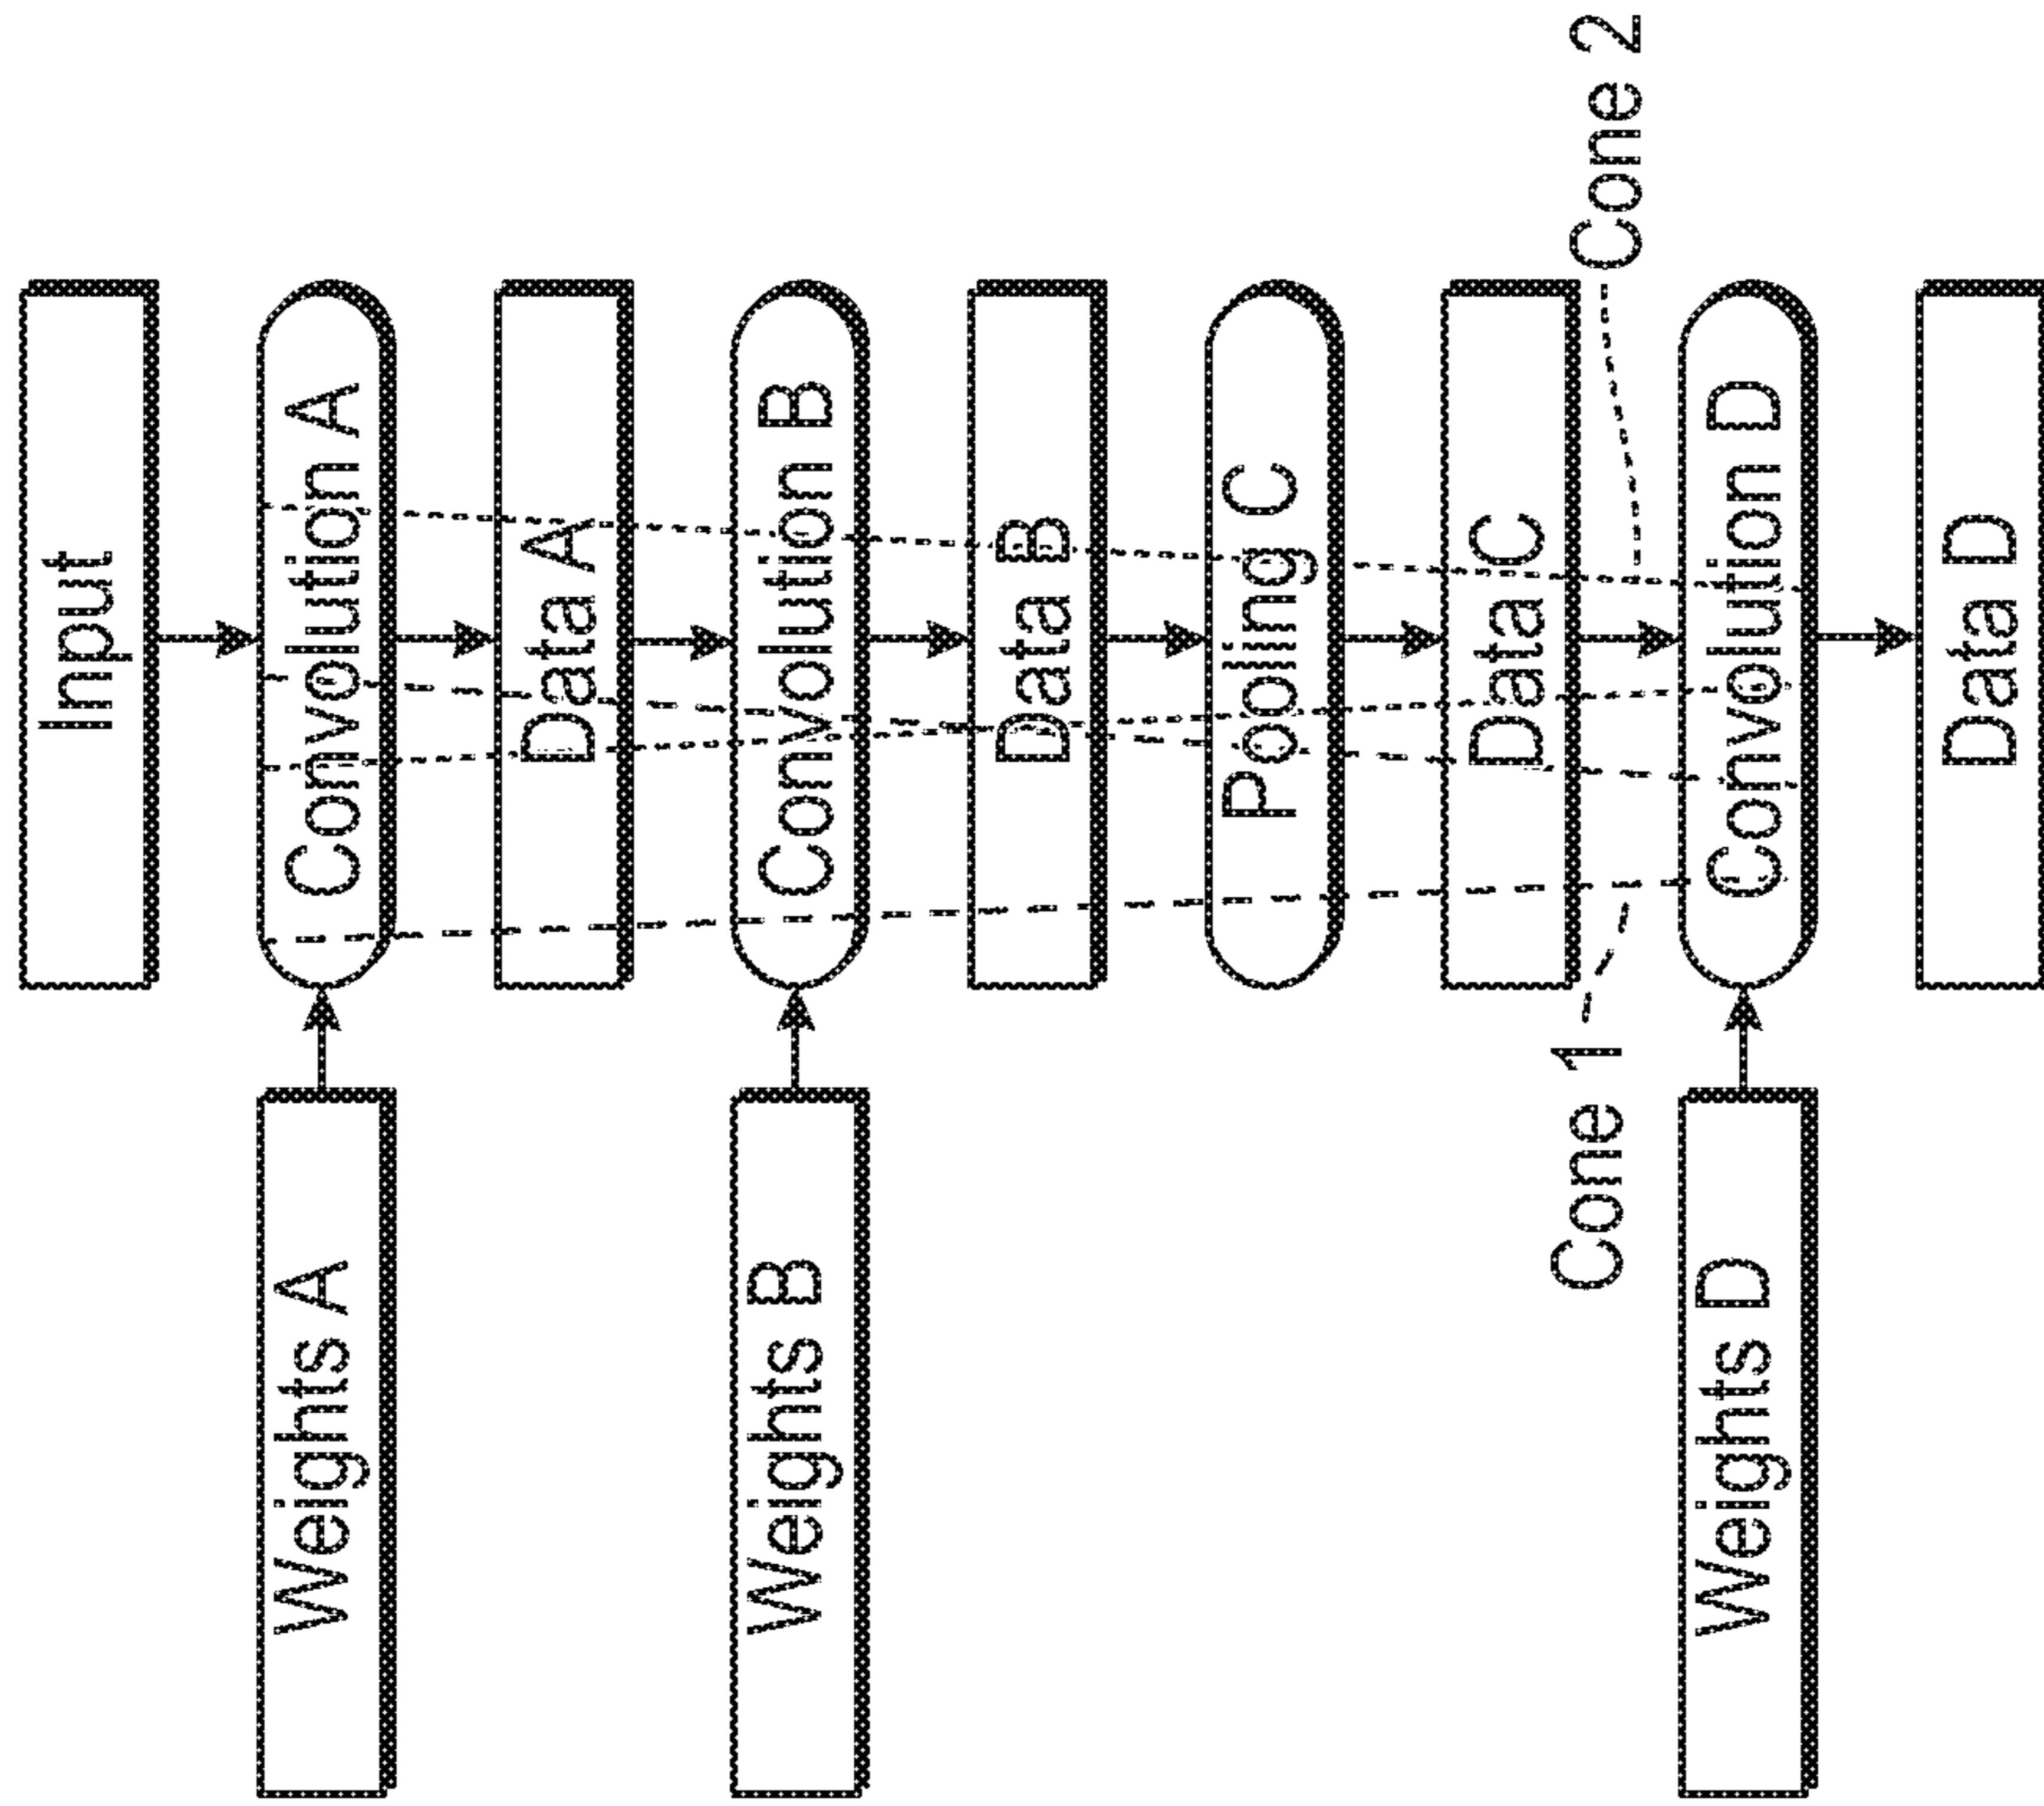 Input
Weights A
Convolution A
Data A
Weights B
Convolution B
Data B
Pooling C
Data C
Cone 1
Cone 2
Weights D
Convolution D
Data D